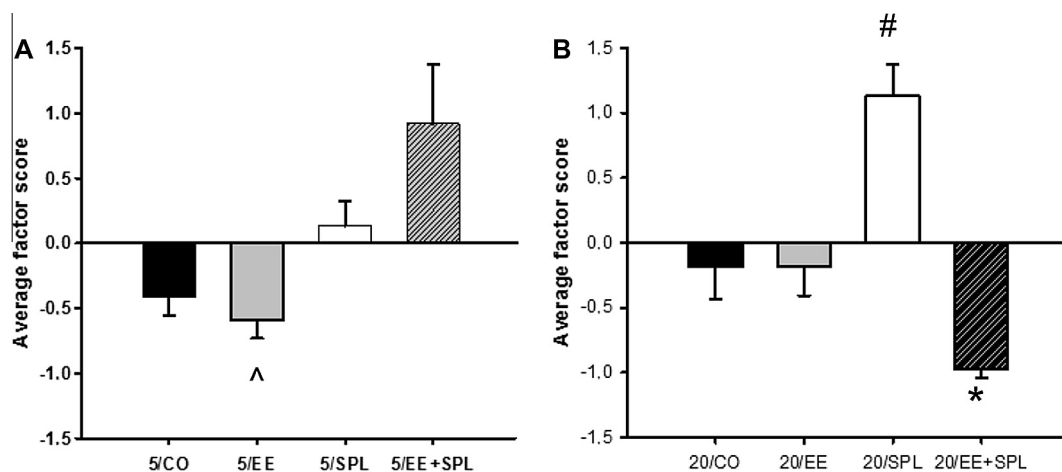 A
Average factor score
1.5
1.0
0.5
0.0
-0.5
-1.0
-1.5
^
5/CO 5/EE 5/SPL 5/EE+SPL
B
Average factor score
1.5
1.0
0.5
0.0
-0.5
-1.0
-1.5
#
*
20/CO 20/EE 20/SPL 20/EE+SPL